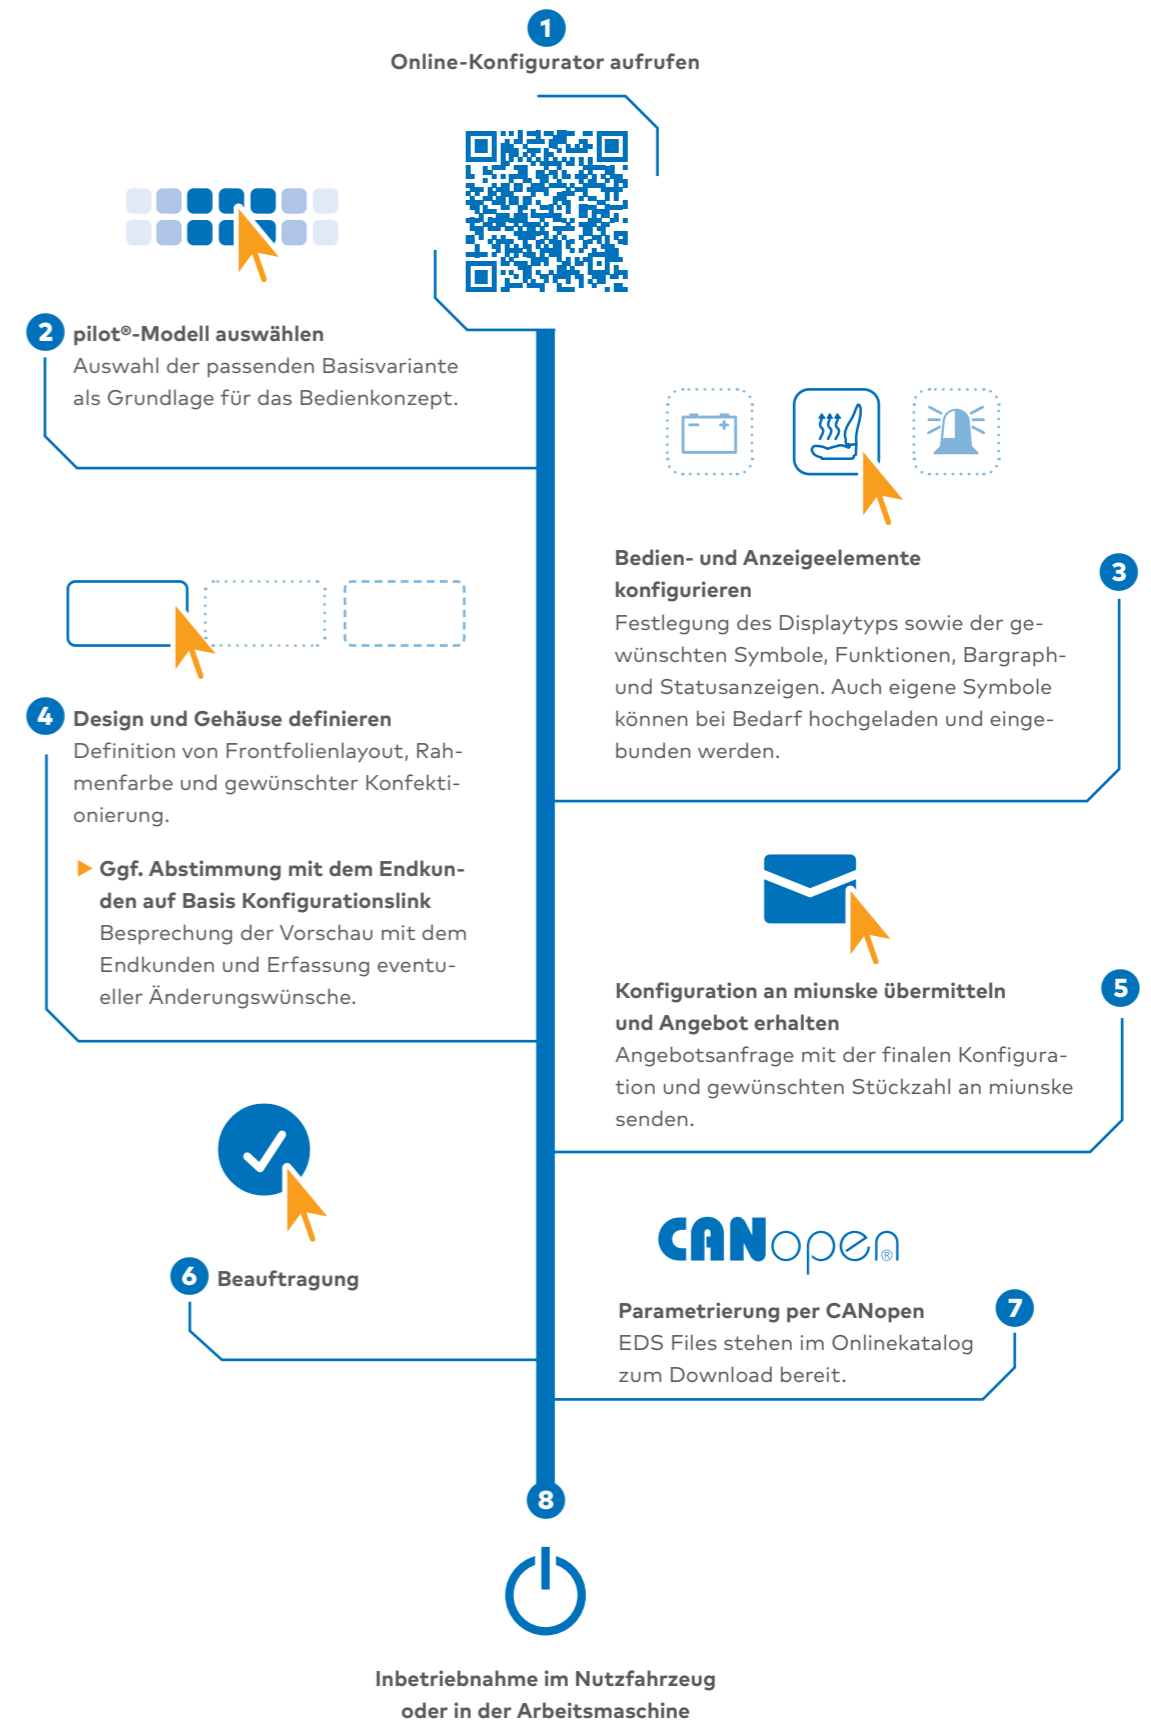 1
Online-Konfigurator aufrufen
2 pilot®-Modell auswählen
Auswahl der passenden Basisvariante
als Grundlage für das Bedienkonzept.
Bedien- und Anzeigeelemente
konfigurieren
3
Festlegung des Displaytyps sowie der ge-
wünschten Symbole, Funktionen, Bargraph-
und Statusanzeigen. Auch eigene Symbole
können bei Bedarf hochgeladen und einge-
bunden werden.
4 Design und Gehäuse definieren
Definition von Frontfolienlayout, Rah-
menfarbe und gewünschter Konfekti-
onierung.
Ggf. Abstimmung mit dem Endkun-
den auf Basis Konfigurationslink
Besprechung der Vorschau mit dem
Endkunden und Erfassung eventu-
eller Änderungswünsche.
Konfiguration an miunske übermitteln
und Angebot erhalten
5
Angebotsanfrage mit der finalen Konfigura-
tion und gewünschten Stückzahl an miunske
senden.
6 Beauftragung
CANopen®
Parametrierung per CANopen
7
EDS Files stehen im Onlinekatalog
zum Download bereit.
8
Inbetriebnahme im Nutzfahrzeug
oder in der Arbeitsmaschine